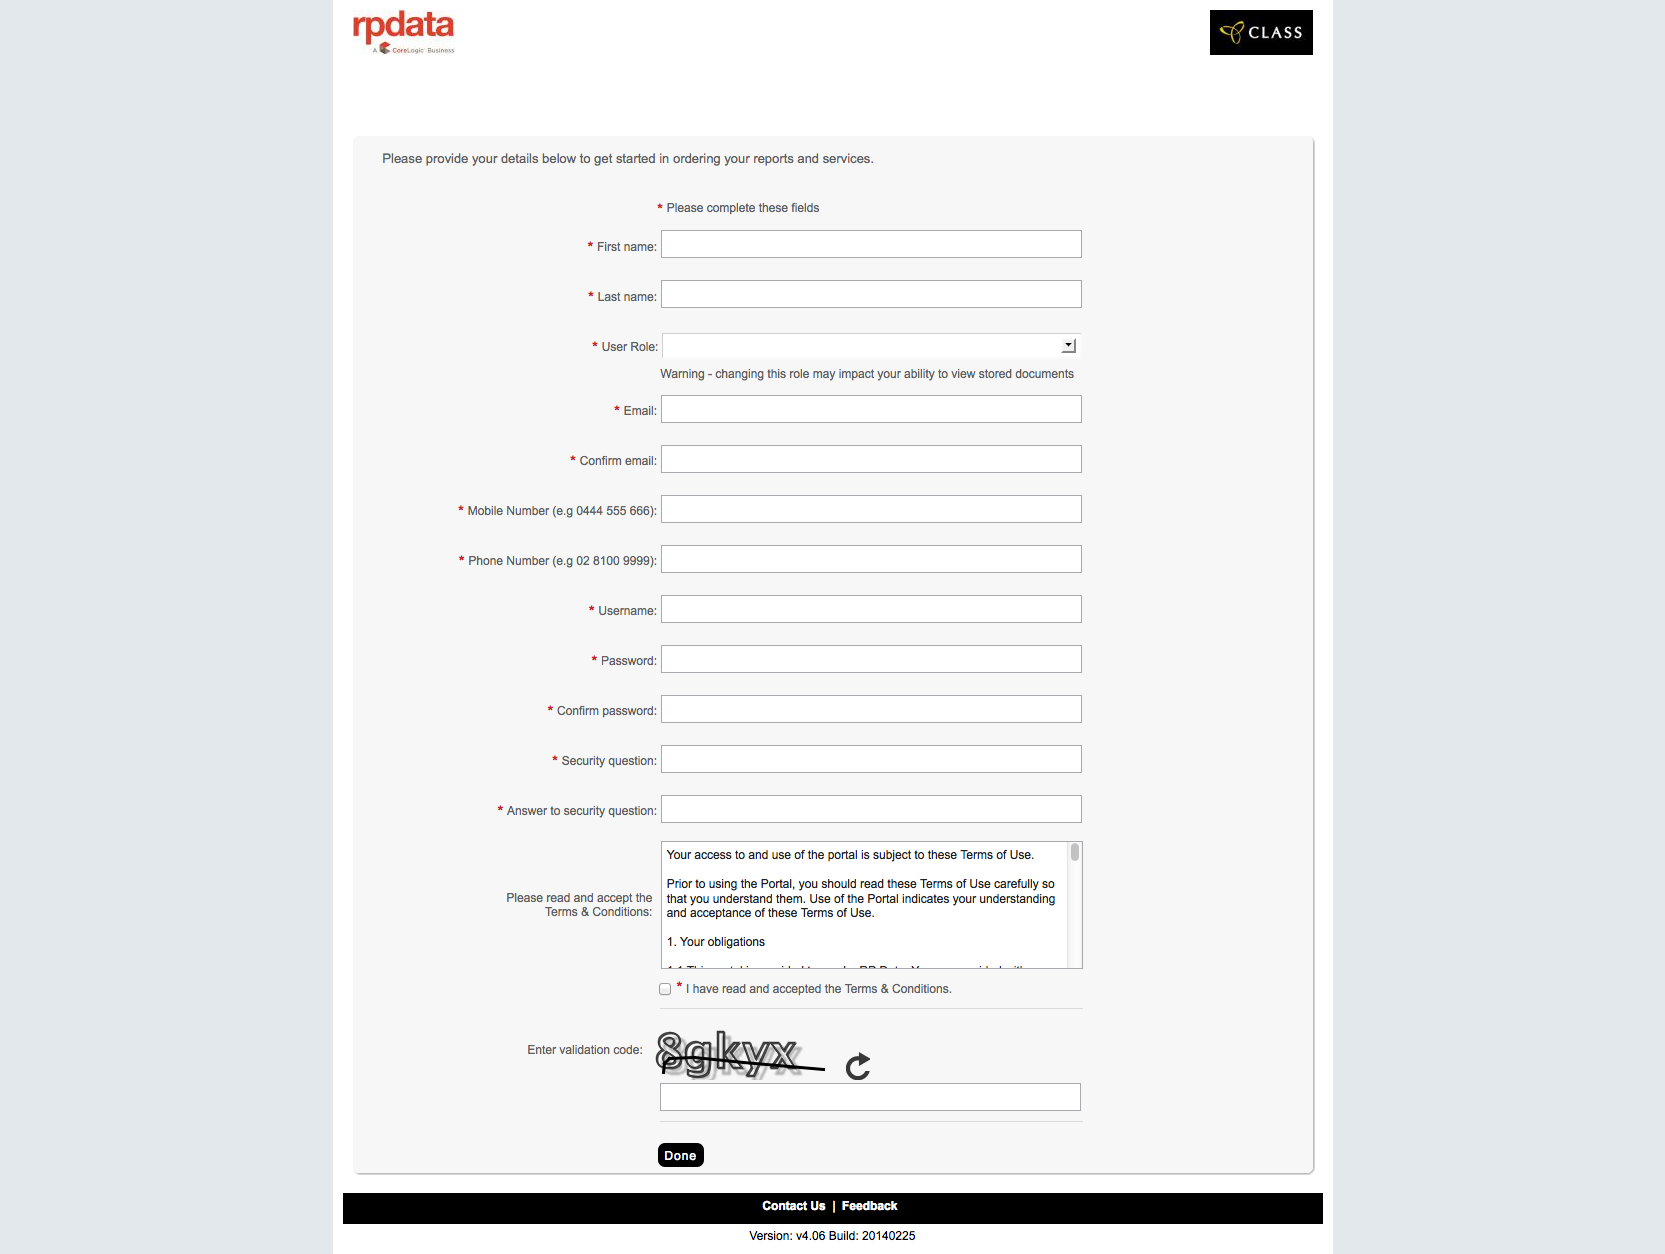 rpdata
A CoreLogic Business
CLASS
Please provide your details below to get started in ordering your reports and services.
* Please complete these fields
* First name:
* Last name:
* User Role:
Warning - changing this role may impact your ability to view stored documents
* Email:
* Confirm email:
* Mobile Number (e.g 0444 555 666):
* Phone Number (e.g 02 8100 9999):
* Username:
* Password:
* Confirm password:
* Security question:
* Answer to security question:
Please read and accept the
Terms & Conditions:
Your access to and use of the portal is subject to these Terms of Use.
Prior to using the Portal, you should read these Terms of Use carefully so
that you understand them. Use of the Portal indicates your understanding
and acceptance of these Terms of Use.
1. Your obligations
* I have read and accepted the Terms & Conditions.
Enter validation code:
8gkyx
Done
Contact Us | Feedback
Version: v4.06 Build: 20140225